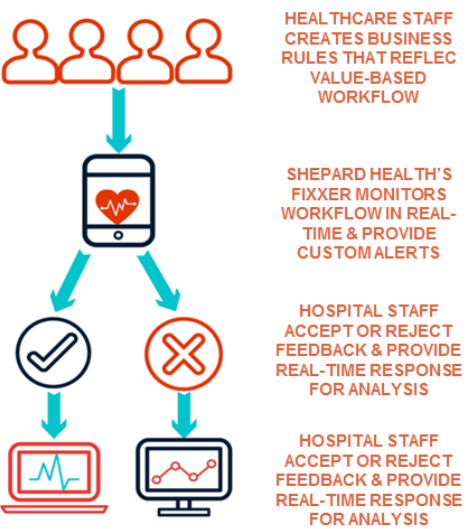 HEALTHCARE STAFF
CREATES BUSINESS
RULES THAT REFLEC
VALUE-BASED
WORKFLOW
SHEPARD HEALTH'S
FIXXER MONITORS
WORKFLOW IN REAL-
TIME & PROVIDE
CUSTOM ALERTS
HOSPITAL STAFF
ACCEPT OR REJECT
FEEDBACK & PROVIDE
REAL-TIME RESPONSE
FOR ANALYSIS
HOSPITAL STAFF
ACCEPT OR REJECT
FEEDBACK & PROVIDE
REAL-TIME RESPONSE
FOR ANALYSIS